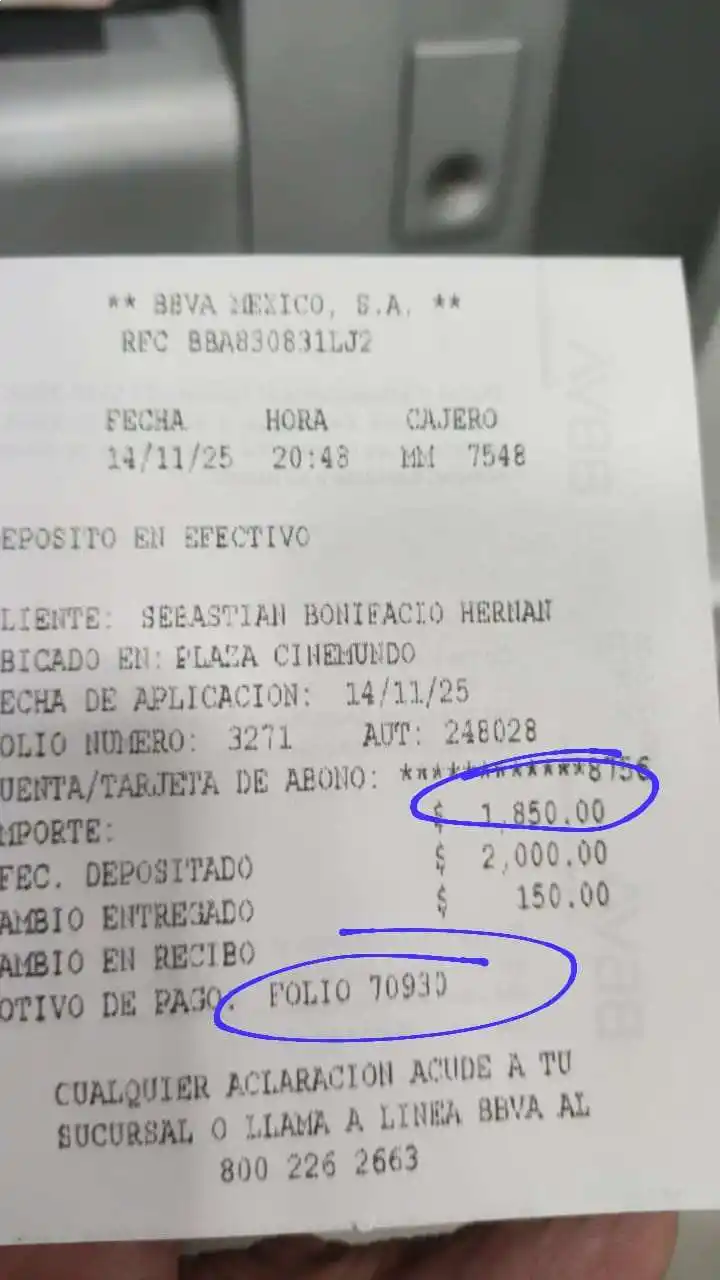 ** BBVA MEXICO, S.A. **
RFC BBA830831LJ2
FECHA HORA CAJERO
14/11/25 20:48 MM 7548
EPOSITO EN EFECTIVO
LIENTE: SEBASTIAN BONIFACIO HERNAN
BICADO EN: PLAZA CINEMUNDO
ECHA DE APLICACION: 14/11/25
OLIO NUMERO: 3271 AUT: 248028
UENTA/TARJETA DE ABONO: ************8756
MPORTE: $ 1,850.00
FEC. DEPOSITADO $ 2,000.00
AMBIO ENTREGADO $ 150.00
AMBIO EN RECIBO
OTIVO DE PAGO: FOLIO 70930
CUALQUIER ACLARACION ACUDE A TU
SUCURSAL O LLAMA A LINEA BBVA AL
800 226 2663
BBVA
BBVA